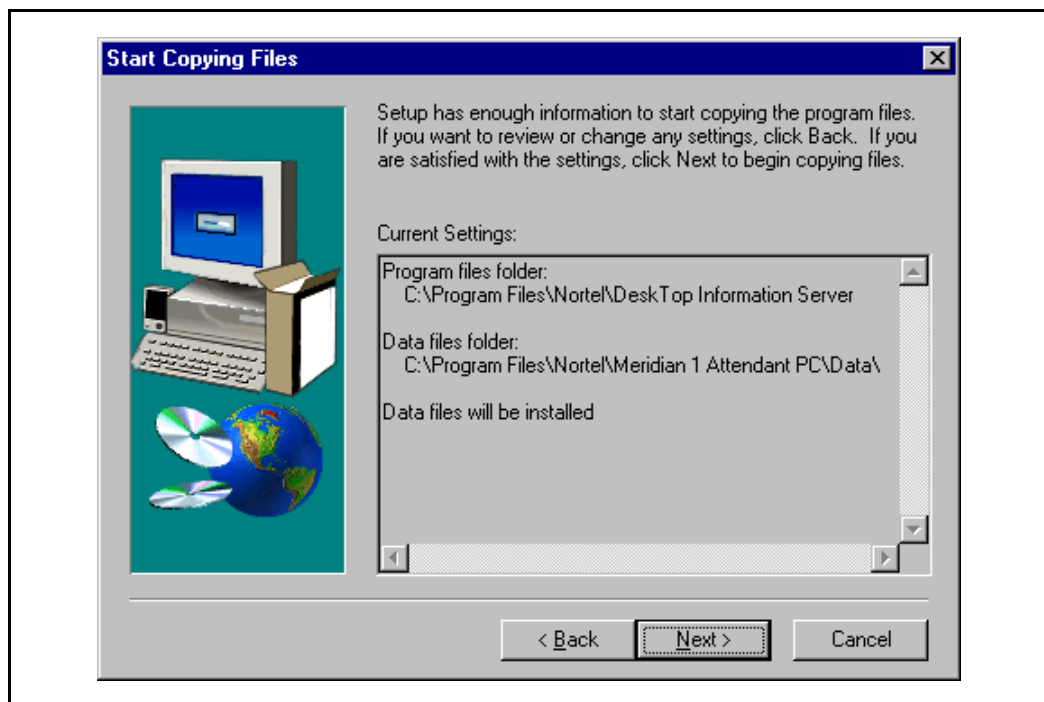 Start Copying Files
Setup has enough information to start copying the program files.
If you want to review or change any settings, click Back. If you
are satisfied with the settings, click Next to begin copying files.
Current Settings:
Program files folder:
C:\Program Files\Nortel\DeskTop Information Server
Data files folder:
C:\Program Files\Nortel\Meridian 1 Attendant PC\Data\
Data files will be installed
< Back
Next >
Cancel